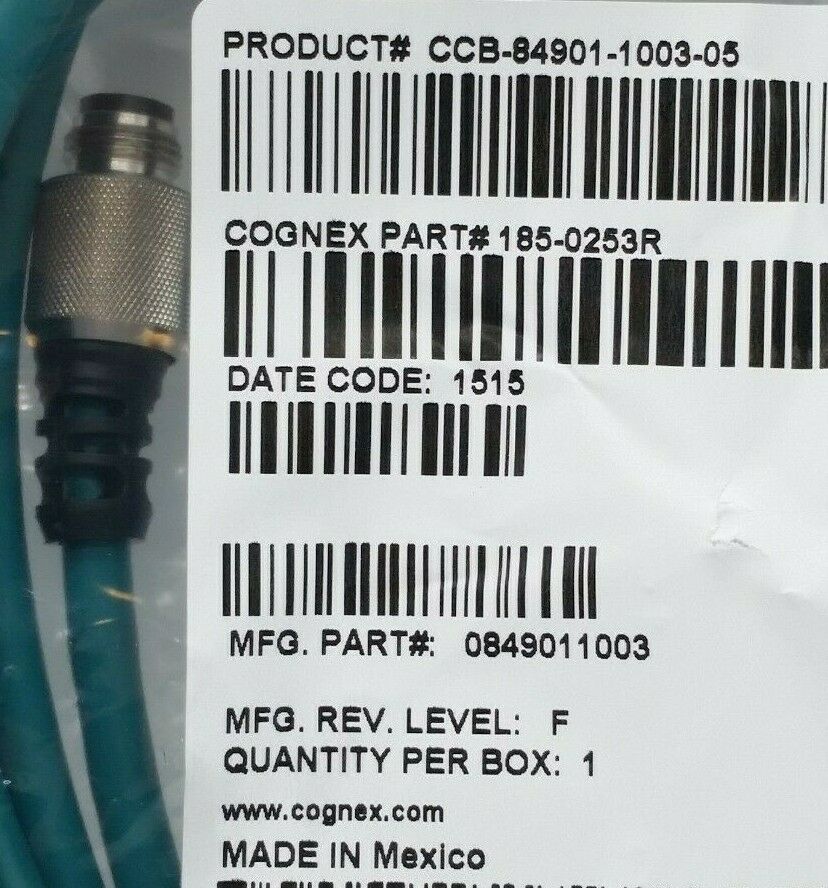 PRODUCT# CCB-84901-1003-05
COGNEX PART# 185-0253R
DATE CODE: 1515
MFG. PART#: 0849011003
MFG. REV. LEVEL: F
QUANTITY PER BOX: 1
www.cognex.com
MADE IN Mexico